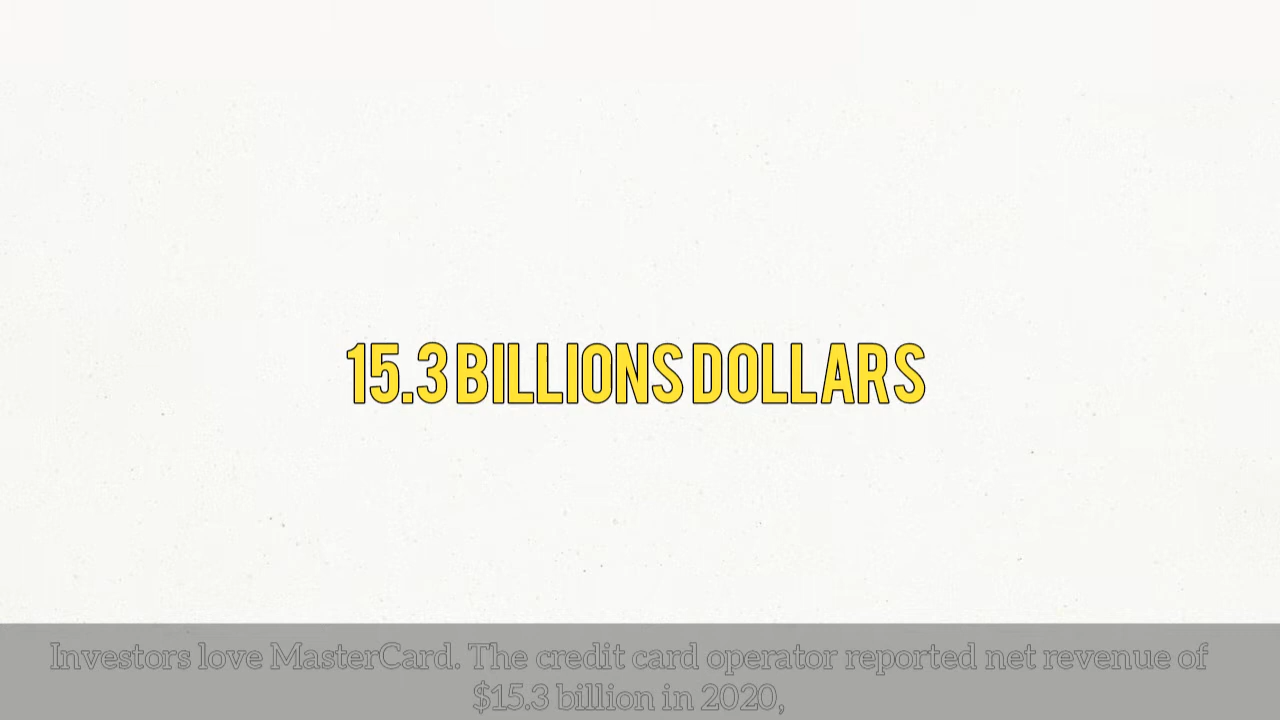 15.3 BILLIONS DOLLARS
Investors love MasterCard. The credit card operator reported net revenue of
$15.3 billion in 2020,